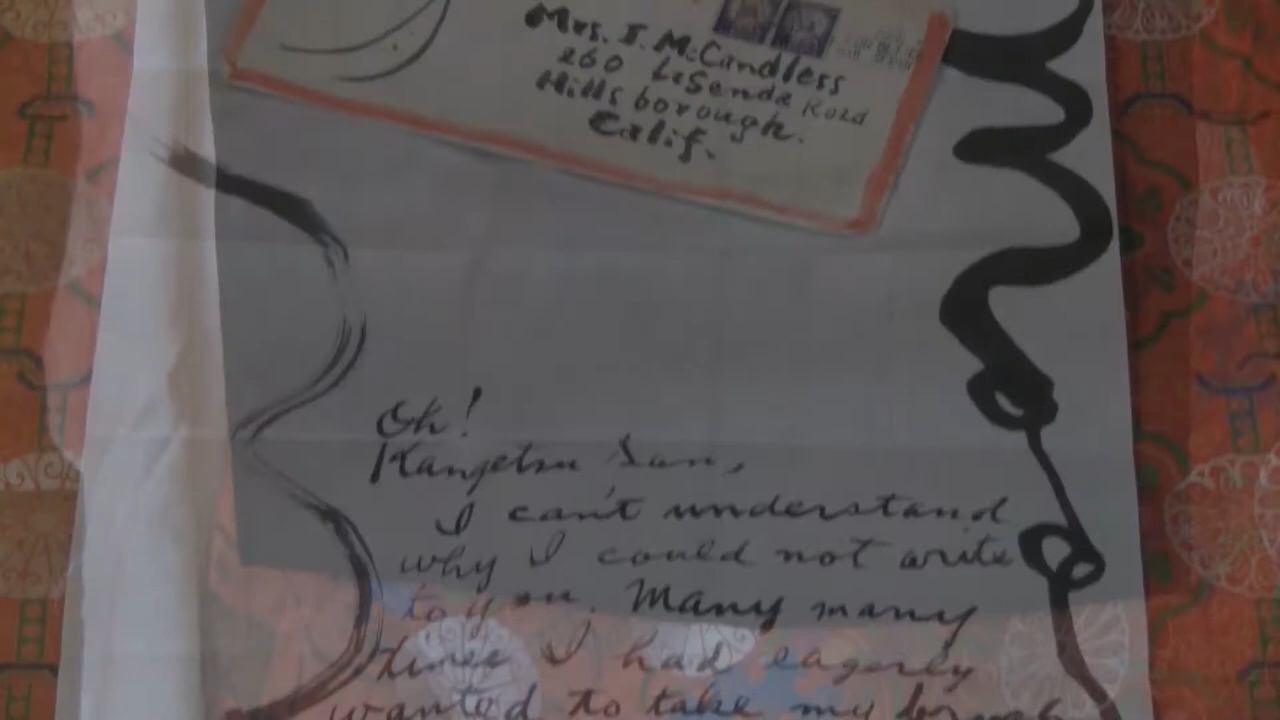 Mrs. J. McCandless
260 LaSenda Road
Hillsborough.
Calif.
Oh!
Kangetsu San,
I can't understand
why I could not write
to you. Many many
times I had eagerly
wanted to take my brush